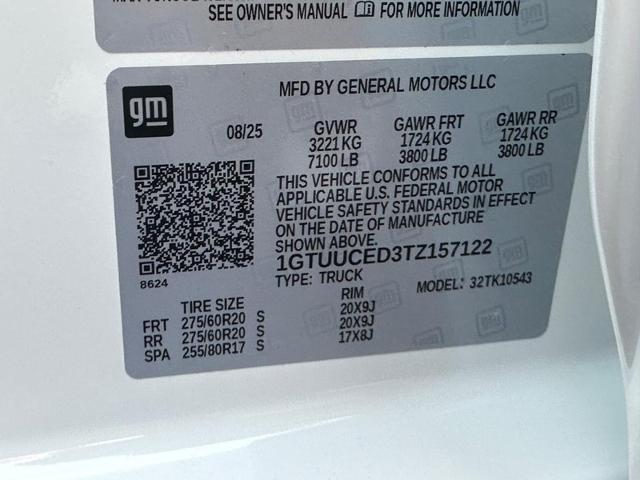 SEE OWNER'S MANUAL FOR MORE INFORMATION
gm
MFD BY GENERAL MOTORS LLC
08/25 GVWR GAWR FRT GAWR RR
3221 KG 1724 KG 1724 KG
7100 LB 3800 LB 3800 LB
THIS VEHICLE CONFORMS TO ALL
APPLICABLE U.S. FEDERAL MOTOR
VEHICLE SAFETY STANDARDS IN EFFECT
ON THE DATE OF MANUFACTURE
SHOWN ABOVE.
1GTUUCED3TZ157122
8624 TYPE: TRUCK MODEL: 32TK10543
TIRE SIZE RIM
FRT 275/60R20 S 20X9J
RR 275/60R20 S 20X9J
SPA 255/80R17 S 17X8J